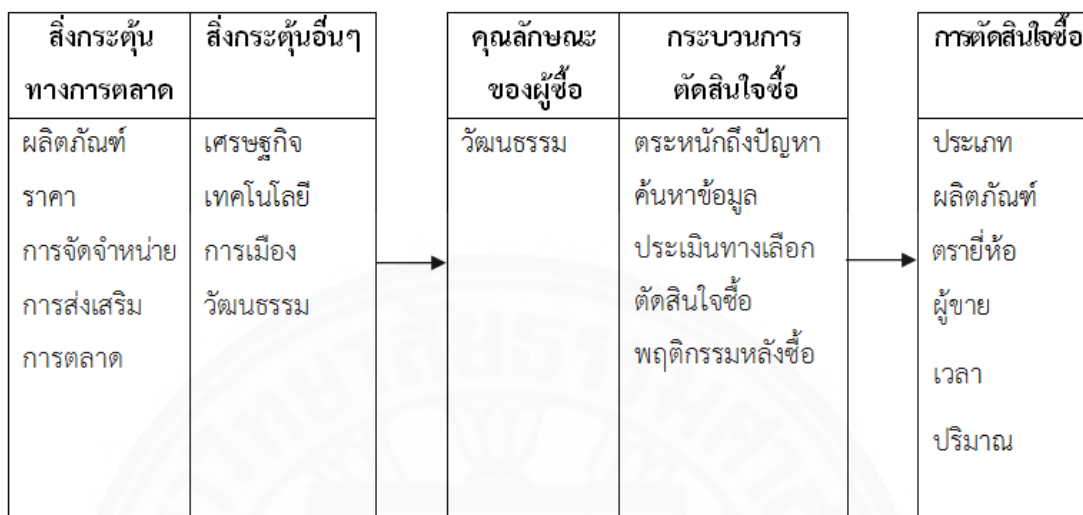 สิ่งกระตุ้น
ทางการตลาด
สิ่งกระตุ้นอื่นๆ
คุณลักษณะ
ของผู้ซื้อ
กระบวนการ
ตัดสินใจซื้อ
การตัดสินใจซื้อ
ผลิตภัณฑ์
ราคา
การจัดจำหน่าย
การส่งเสริม
การตลาด
เศรษฐกิจ
เทคโนโลยี
การเมือง
วัฒนธรรม
วัฒนธรรม
ตระหนักถึงปัญหา
ค้นหาข้อมูล
ประเมินทางเลือก
ตัดสินใจซื้อ
พฤติกรรมหลังซื้อ
ประเภท
ผลิตภัณฑ์
ตรายี่ห้อ
ผู้ขาย
เวลา
ปริมาณ